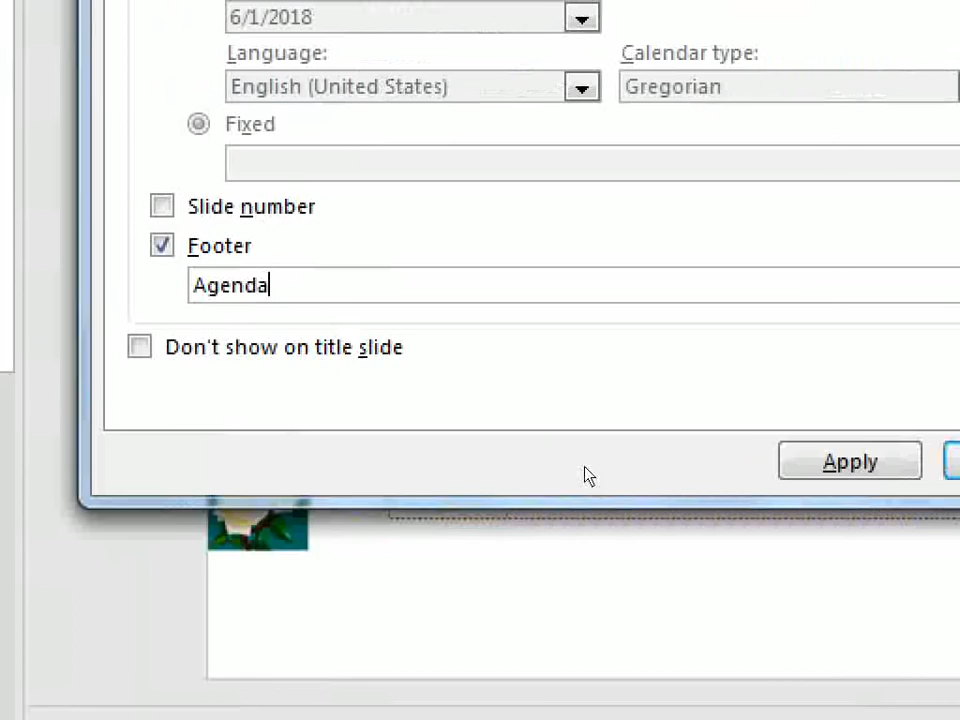 6/1/2018
Language: Calendar type:
English (United States) Gregorian
Fixed
Slide number
Footer
Agenda
Don't show on title slide
Apply